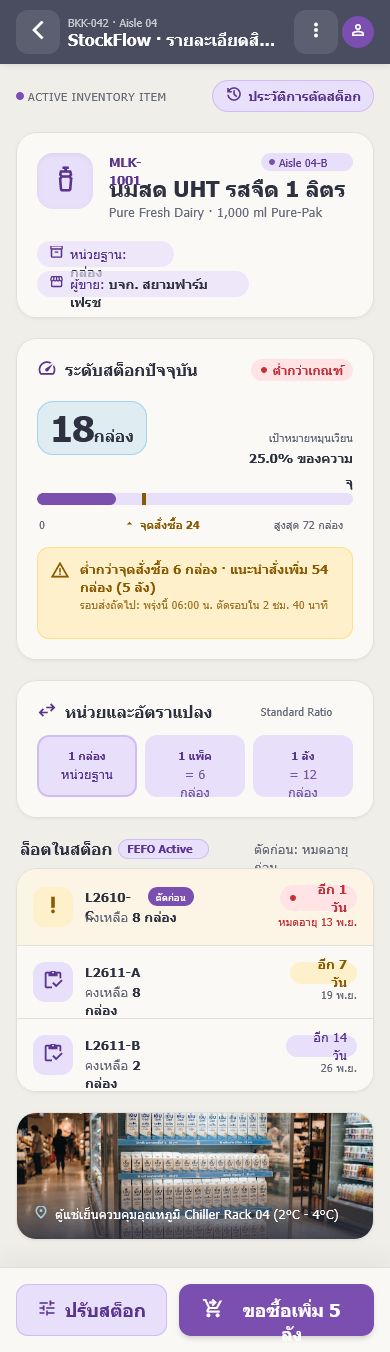 BKK-042 · Aisle 04
StockFlow · รายละเอียดสิ...
ACTIVE INVENTORY ITEM
ประวัติการตัดสต็อก
MLK-
1001
Aisle 04-B
นมสด UHT รสจืด 1 ลิตร
Pure Fresh Dairy · 1,000 ml Pure-Pak
หน่วยฐาน:
กล่อง
ผู้ขาย: บจก. สยามฟาร์ม
เฟรช
ระดับสต็อกปัจจุบัน
ต่ำกว่าเกณฑ์
18กล่อง
เป้าหมายหมุนเวียน
25.0% ของความ
จุ
0
จุดสั่งซื้อ 24
สูงสุด 72 กล่อง
ต่ำกว่าจุดสั่งซื้อ 6 กล่อง · แนะนำสั่งเพิ่ม 54
กล่อง (5 ลัง)
รอบส่งถัดไป: พรุ่งนี้ 06:00 น. ตัดรอบใน 2 ชม. 40 นาที
หน่วยและอัตราแปลง
Standard Ratio
1 กล่อง
หน่วยฐาน
1 แพ็ค
= 6
กล่อง
1 ลัง
= 12
กล่อง
ล็อตในสต็อก
FEFO Active
ตัดก่อน: หมดอายุ
ก่อน
L2610-
C
ตัดก่อน
คงเหลือ 8 กล่อง
อีก 1
วัน
หมดอายุ 13 พ.ย.
L2611-A
คงเหลือ 8
กล่อง
อีก 7
วัน
19 พ.ย.
L2611-B
คงเหลือ 2
กล่อง
อีก 14
วัน
26 พ.ย.
ตู้แช่เย็นควบคุมอุณหภูมิ Chiller Rack 04 (2°C - 4°C)
ปรับสต็อก
ขอซื้อเพิ่ม 5
ลัง